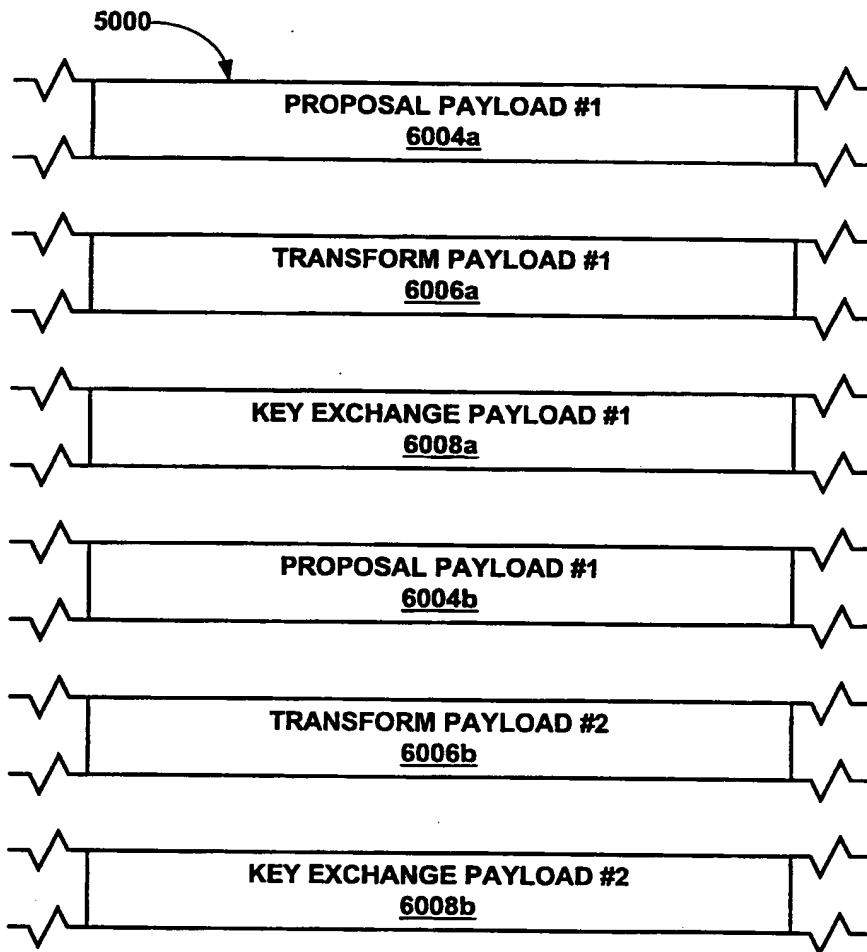 5000
PROPOSAL PAYLOAD #1
6004a
TRANSFORM PAYLOAD #1
6006a
KEY EXCHANGE PAYLOAD #1
6008a
PROPOSAL PAYLOAD #1
6004b
TRANSFORM PAYLOAD #2
6006b
KEY EXCHANGE PAYLOAD #2
6008b